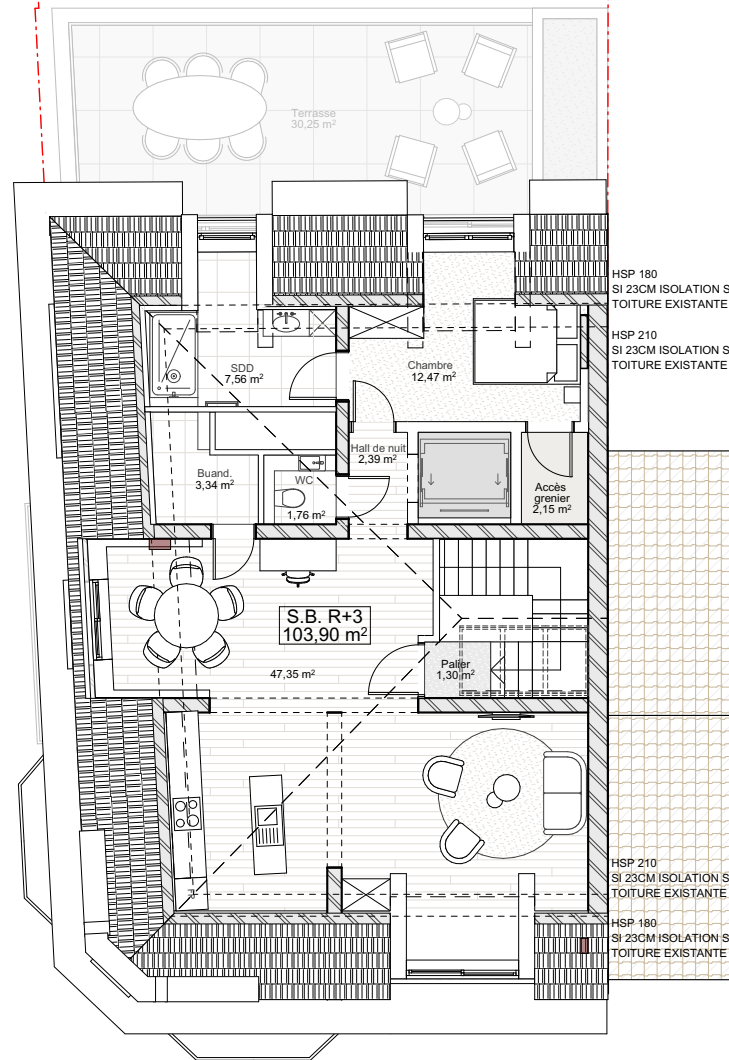 Terrasse
30,25 m²
HSP 180
SI 23CM ISOLATION S
TOITURE EXISTANTE
HSP 210
SI 23CM ISOLATION S
TOITURE EXISTANTE
SDD
7,56 m²
Chambre
12,47 m²
Hall de nuit
2,39 m²
Buand.
3,34 m²
WC
1,76 m²
Accès
grenier
2,15 m²
S.B. R+3
103,90 m²
47,35 m²
Palier
1,30 m²
HSP 210
SI 23CM ISOLATION S
TOITURE EXISTANTE
HSP 180
SI 23CM ISOLATION S
TOITURE EXISTANTE